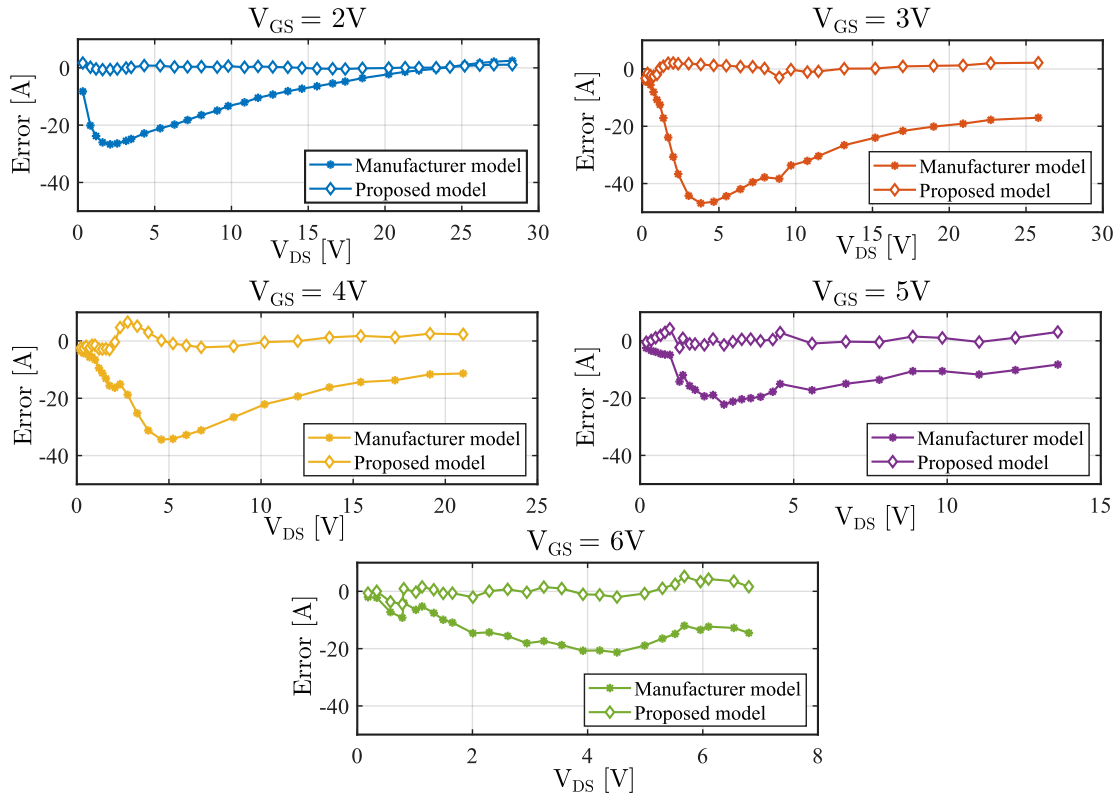 V_GS = 2V
Error [A]
0
-20
-40
0 5 10 15 20 25 30
V_DS [V]
Manufacturer model
Proposed model
V_GS = 3V
Error [A]
0
-20
-40
0 5 10 15 20 25 30
V_DS [V]
Manufacturer model
Proposed model
V_GS = 4V
Error [A]
0
-20
-40
0 5 10 15 20 25
V_DS [V]
Manufacturer model
Proposed model
V_GS = 5V
Error [A]
0
-20
-40
0 5 10 15
V_DS [V]
Manufacturer model
Proposed model
V_GS = 6V
Error [A]
0
-20
-40
0 2 4 6 8
V_DS [V]
Manufacturer model
Proposed model